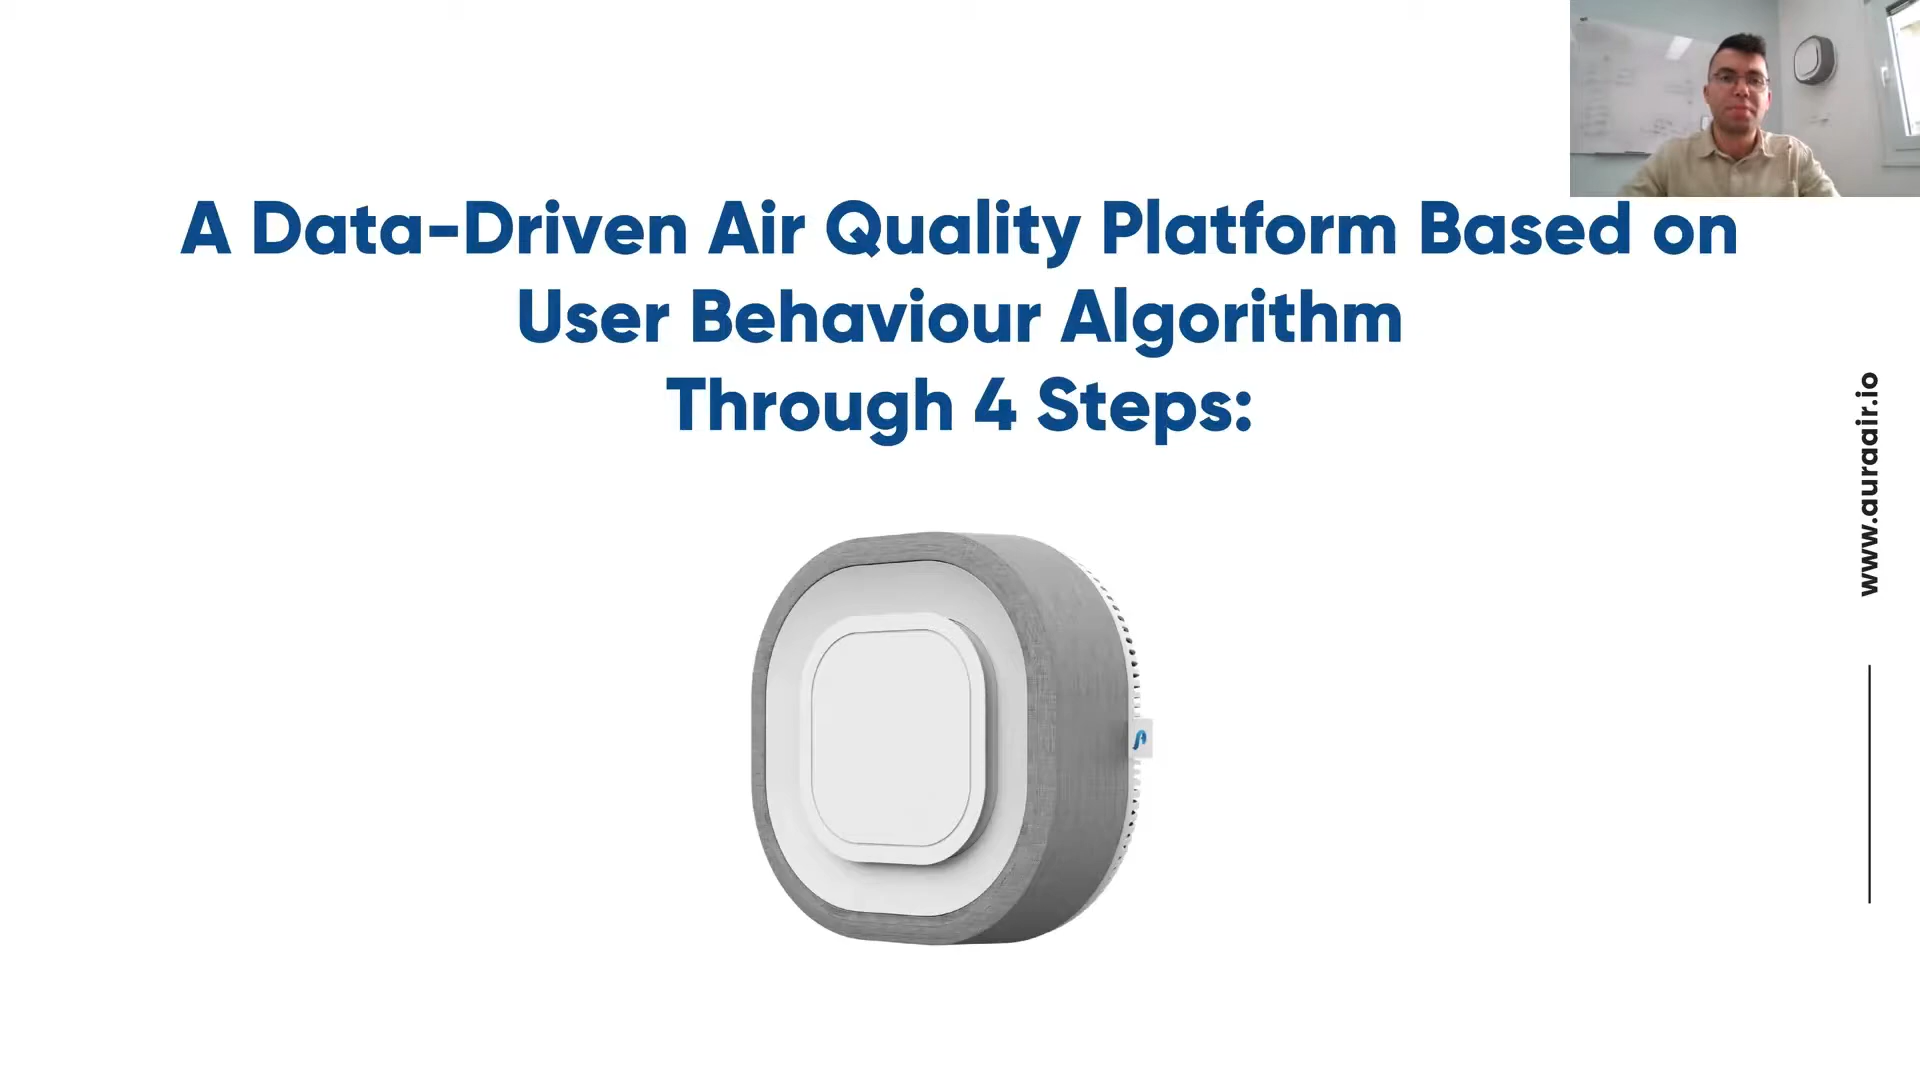 A Data-Driven Air Quality Platform Based on
User Behaviour Algorithm
Through 4 Steps:
www.auraair.io